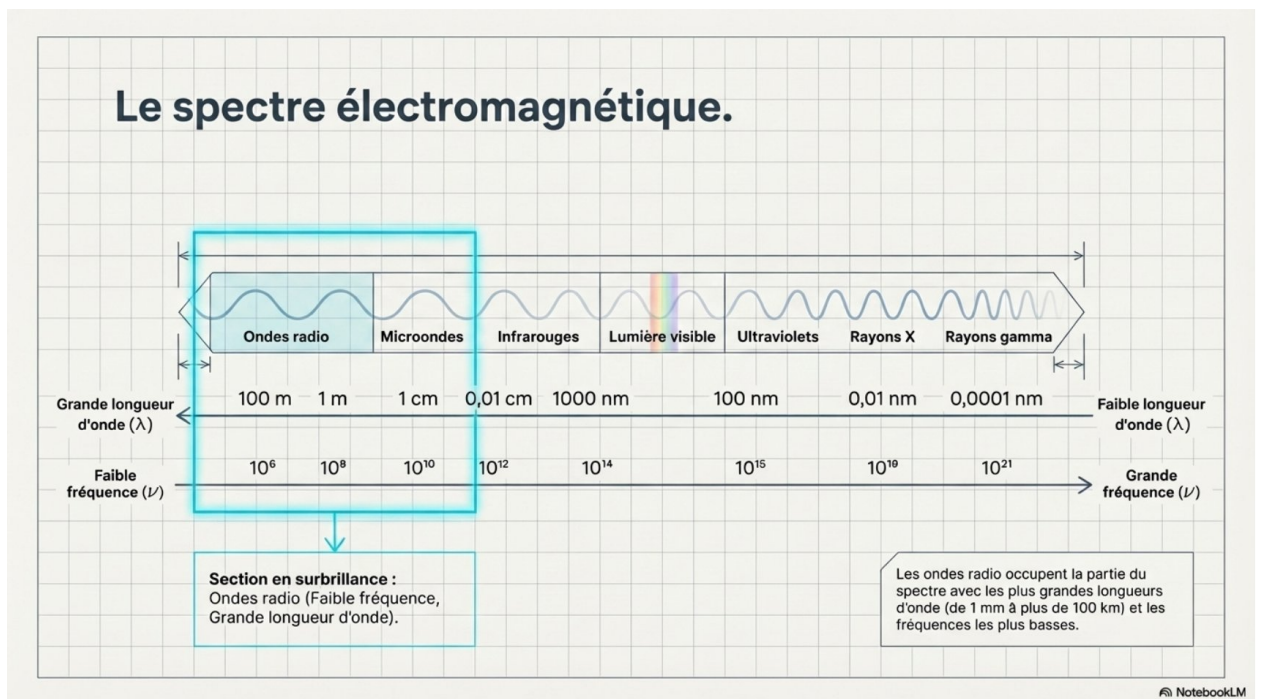 Le spectre électromagnétique.
Ondes radio Microondes Infrarouges Lumière visible Ultraviolets Rayons X Rayons gamma
Grande longueur
d'onde (λ)
100 m 1 m 1 cm 0,01 cm 1000 nm 100 nm 0,01 nm 0,0001 nm
Faible longueur
d'onde (λ)
Faible
fréquence (ν)
10⁶ 10⁸ 10¹⁰ 10¹² 10¹⁴ 10¹⁵ 10¹⁹ 10²¹
Grande
fréquence (ν)
Section en surbrillance :
Ondes radio (Faible fréquence,
Grande longueur d'onde).
Les ondes radio occupent la partie du
spectre avec les plus grandes longueurs
d'onde (de 1 mm à plus de 100 km) et les
fréquences les plus basses.
NotebookLM